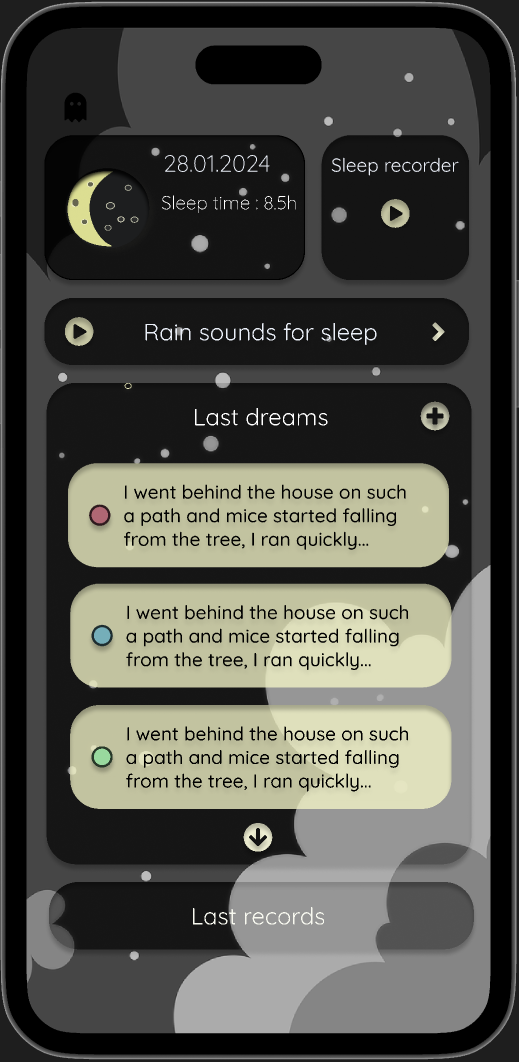 28.01.2024
Sleep time : 8.5h
Sleep recorder
Rain sounds for sleep
Last dreams
I went behind the house on such
a path and mice started falling
from the tree, I ran quickly...
I went behind the house on such
a path and mice started falling
from the tree, I ran quickly...
I went behind the house on such
a path and mice started falling
from the tree, I ran quickly...
Last records